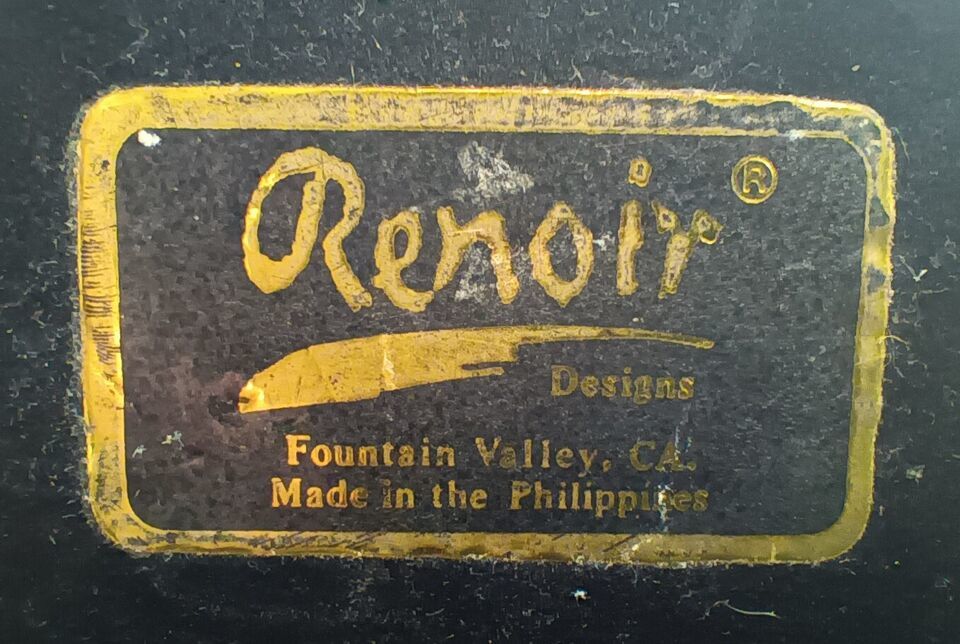 Renoir ®
Designs
Fountain Valley, CA.
Made in the Philippines